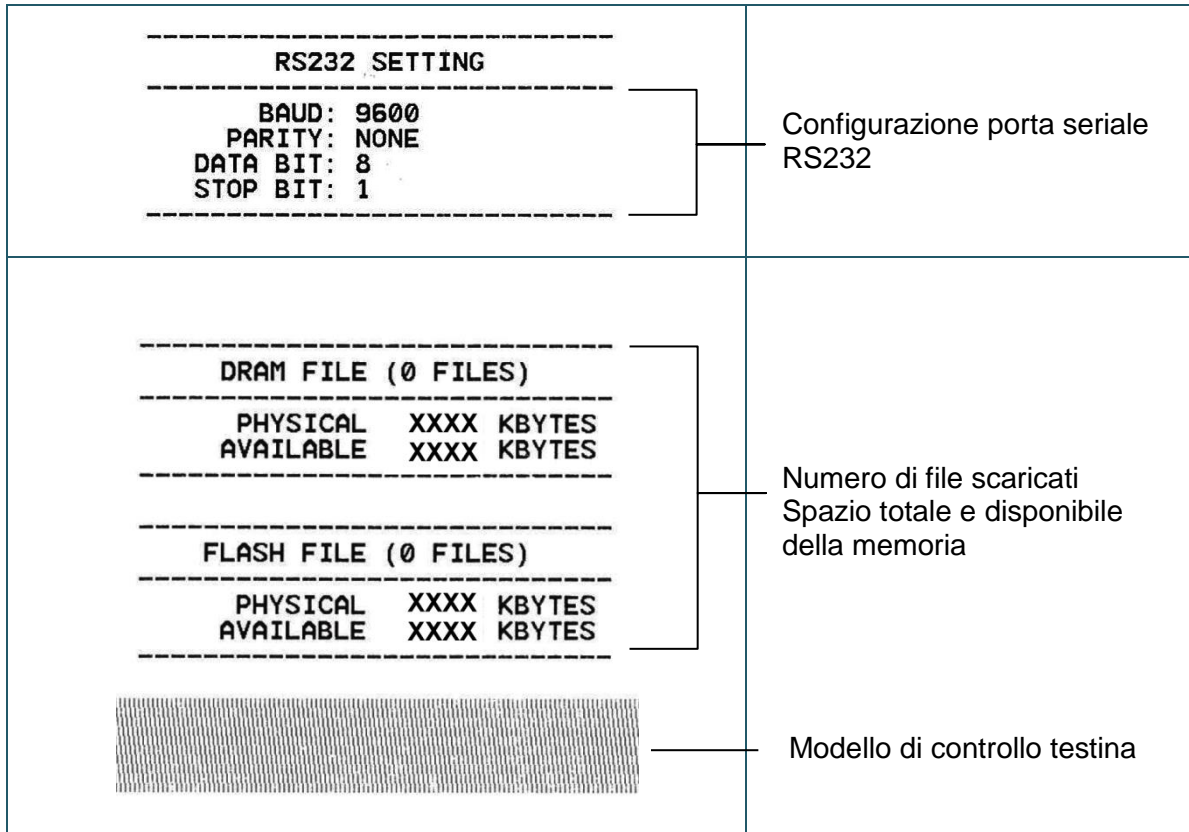 RS232 SETTING
BAUD: 9600
PARITY: NONE
DATA BIT: 8
STOP BIT: 1
Configurazione porta seriale
RS232
DRAM FILE (0 FILES)
PHYSICAL XXXX KBYTES
AVAILABLE XXXX KBYTES
FLASH FILE (0 FILES)
PHYSICAL XXXX KBYTES
AVAILABLE XXXX KBYTES
Numero di file scaricati
Spazio totale e disponibile
della memoria
Modello di controllo testina